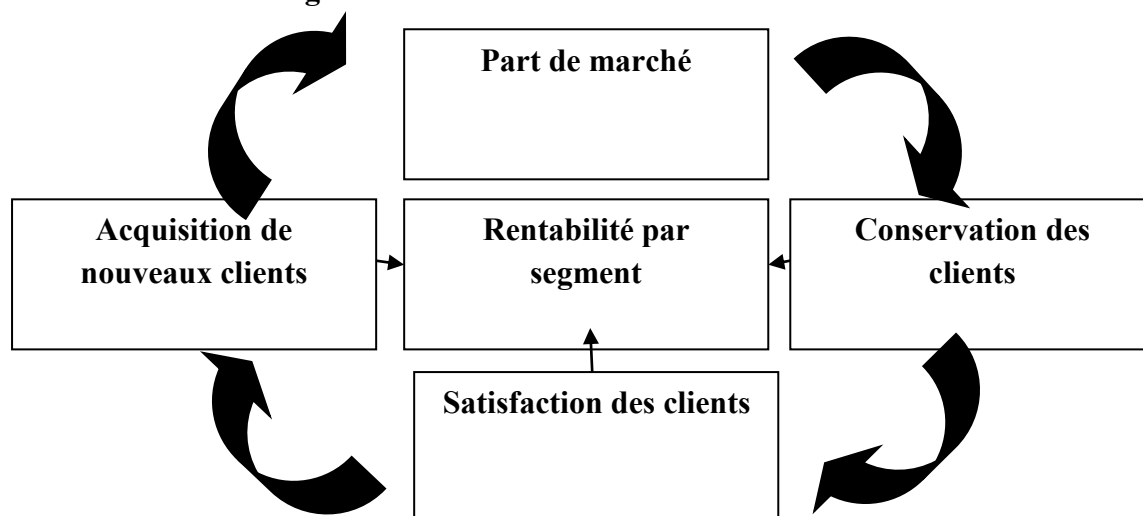 Part de marché
Acquisition de
nouveaux clients
Rentabilité par
segment
Conservation des
clients
Satisfaction des clients